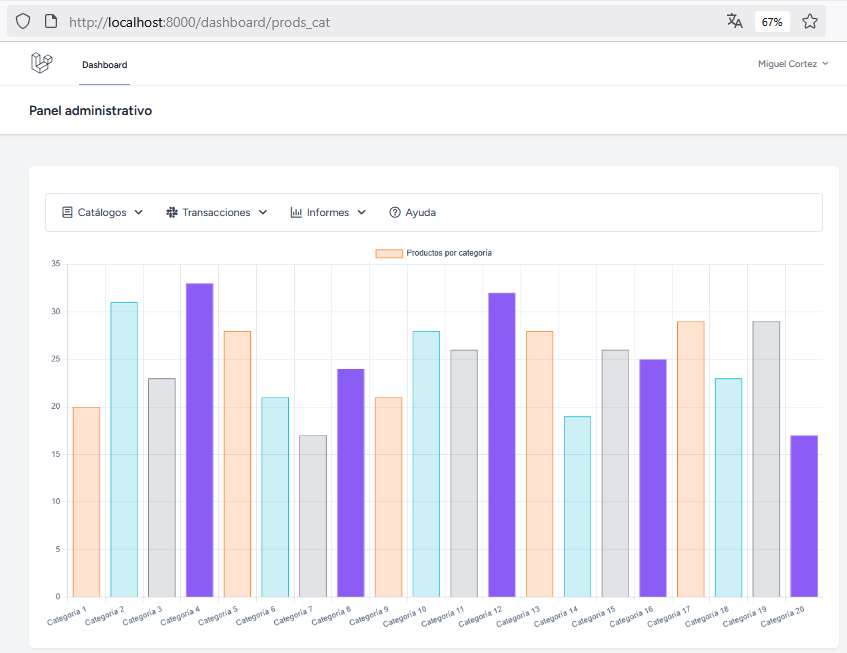 http://localhost:8000/dashboard/prods_cat 67%
Dashboard Miguel Cortez
Panel administrativo
Catálogos Transacciones Informes Ayuda
Productos por categoría
35
30
25
20
15
10
5
0
Categoría 1 Categoría 2 Categoría 3 Categoría 4 Categoría 5 Categoría 6 Categoría 7 Categoría 8 Categoría 9 Categoría 10 Categoría 11 Categoría 12 Categoría 13 Categoría 14 Categoría 15 Categoría 16 Categoría 17 Categoría 18 Categoría 19 Categoría 20